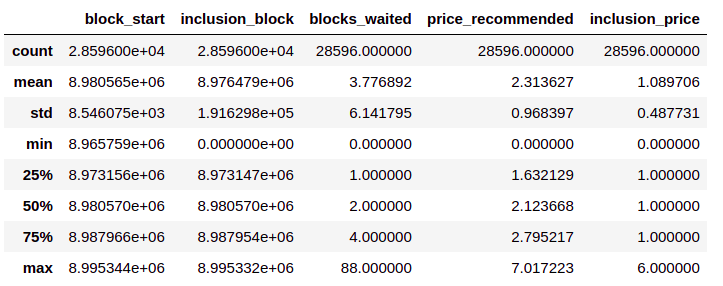 block_start inclusion_block blocks_waited price_recommended inclusion_price
count 2.859600e+04 2.859600e+04 28596.000000 28596.000000 28596.000000
mean 8.980565e+06 8.976479e+06 3.776892 2.313627 1.089706
std 8.546075e+03 1.916298e+05 6.141795 0.968397 0.487731
min 8.965759e+06 0.000000e+00 0.000000 0.000000 0.000000
25% 8.973156e+06 8.973147e+06 1.000000 1.632129 1.000000
50% 8.980570e+06 8.980570e+06 2.000000 2.123668 1.000000
75% 8.987966e+06 8.987954e+06 4.000000 2.795217 1.000000
max 8.995344e+06 8.995332e+06 88.000000 7.017223 6.000000